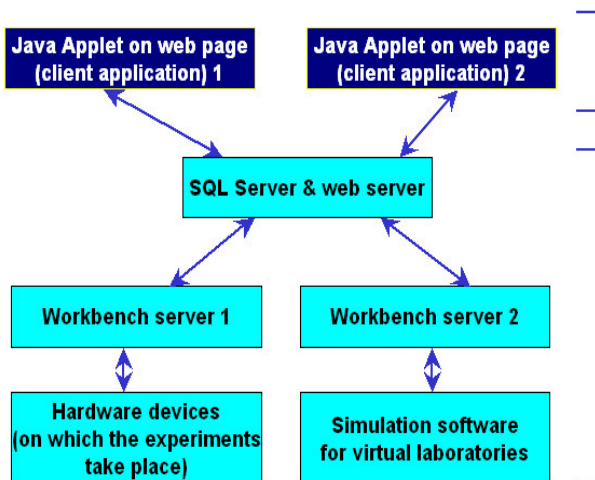 Java Applet on web page
(client application) 1
Java Applet on web page
(client application) 2
SQL Server & web server
Workbench server 1
Workbench server 2
Hardware devices
(on which the experiments
take place)
Simulation software
for virtual laboratories